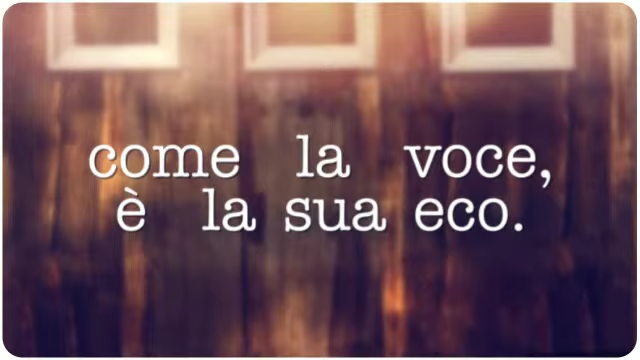 come la voce,
è la sua eco.